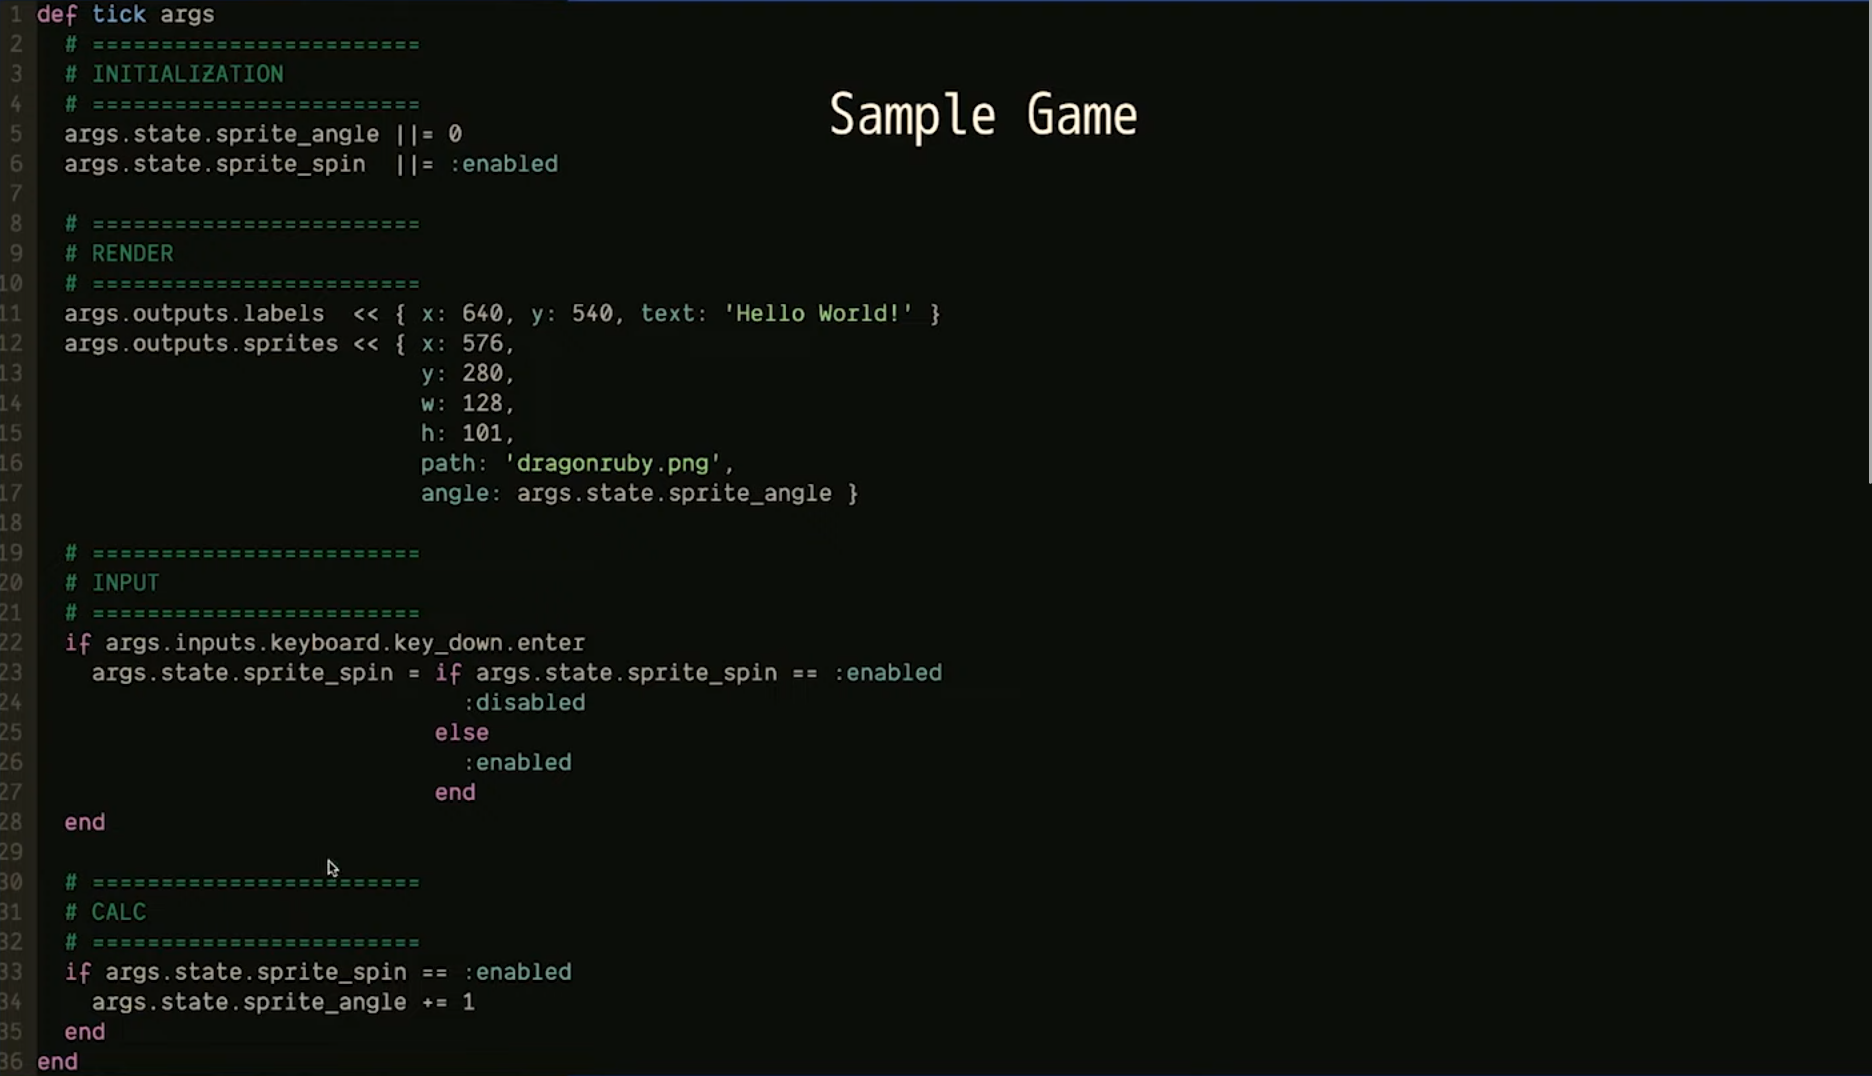 Sample Game
1 def tick args
2   # ========================
3   # INITIALIZATION
4   # ========================
5   args.state.sprite_angle ||= 0
6   args.state.sprite_spin  ||= :enabled
7
8   # ========================
9   # RENDER
10   # ========================
11   args.outputs.labels  << { x: 640, y: 540, text: 'Hello World!' }
12   args.outputs.sprites << { x: 576,
13                             y: 280,
14                             w: 128,
15                             h: 101,
16                             path: 'dragonruby.png',
17                             angle: args.state.sprite_angle }
18
19   # ========================
20   # INPUT
21   # ========================
22   if args.inputs.keyboard.key_down.enter
23     args.state.sprite_spin = if args.state.sprite_spin == :enabled
24                                :disabled
25                              else
26                                :enabled
27                              end
28   end
29
30   # ========================
31   # CALC
32   # ========================
33   if args.state.sprite_spin == :enabled
34     args.state.sprite_angle += 1
35   end
36 end